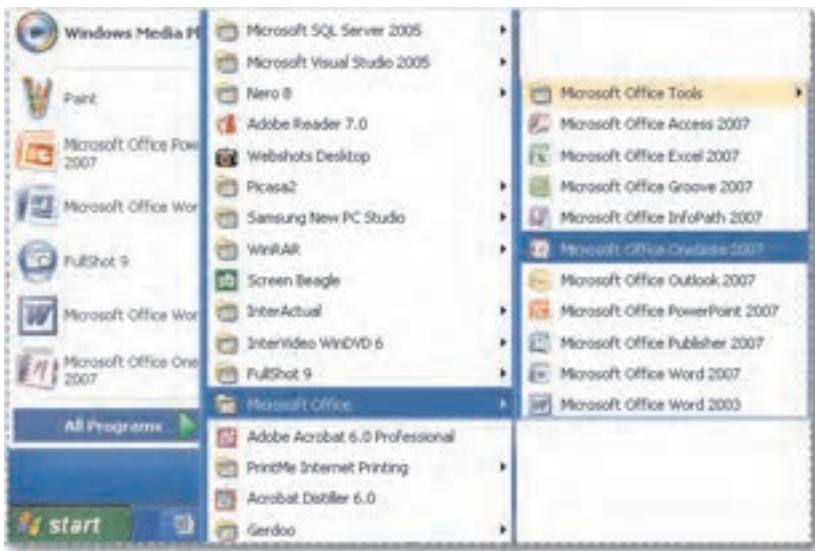 Windows Media Pl
Paint
Microsoft Office Pow
2007
Microsoft Office Wor
FullShot 9
Microsoft Office Wor
Microsoft Office One
2007
All Programs
start
Microsoft SQL Server 2005
Microsoft Visual Studio 2005
Nero 8
Adobe Reader 7.0
Webshots Desktop
Picasa2
Samsung New PC Studio
WinRAR
Screen Beagle
InterActual
InterVideo WinDVD 6
FullShot 9
Microsoft Office
Adobe Acrobat 6.0 Professional
PrintMe Internet Printing
Acrobat Distiller 6.0
Gerdoo
Microsoft Office Tools
Microsoft Office Access 2007
Microsoft Office Excel 2007
Microsoft Office Groove 2007
Microsoft Office InfoPath 2007
Microsoft Office OneNote 2007
Microsoft Office Outlook 2007
Microsoft Office PowerPoint 2007
Microsoft Office Publisher 2007
Microsoft Office Word 2007
Microsoft Office Word 2003